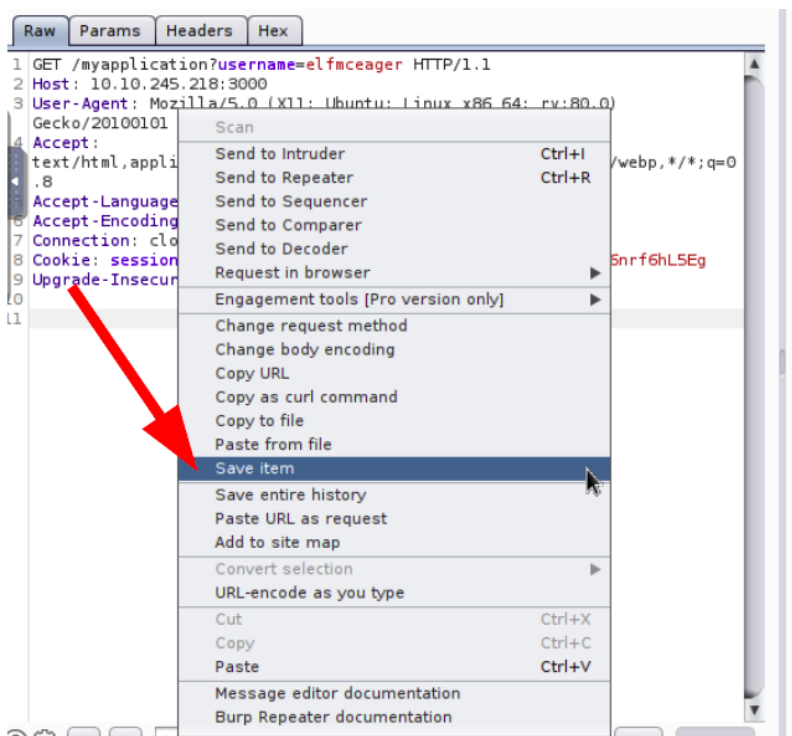 Raw Params Headers Hex
1 GET /myapplication?username=elfmceager HTTP/1.1
2 Host: 10.10.245.218:3000
3 User-Agent: Mozilla/5.0 (X11; Ubuntu; Linux x86_64; rv:80.0)
Gecko/20100101
4 Accept:
text/html,appli /webp,*/*;q=0
.8
5 Accept-Language
6 Accept-Encoding
7 Connection: clo
8 Cookie: session 6nrf6hL5Eg
9 Upgrade-Insecur
10
11
Scan
Send to Intruder Ctrl+I
Send to Repeater Ctrl+R
Send to Sequencer
Send to Comparer
Send to Decoder
Request in browser
Engagement tools [Pro version only]
Change request method
Change body encoding
Copy URL
Copy as curl command
Copy to file
Paste from file
Save item
Save entire history
Paste URL as request
Add to site map
Convert selection
URL-encode as you type
Cut Ctrl+X
Copy Ctrl+C
Paste Ctrl+V
Message editor documentation
Burp Repeater documentation